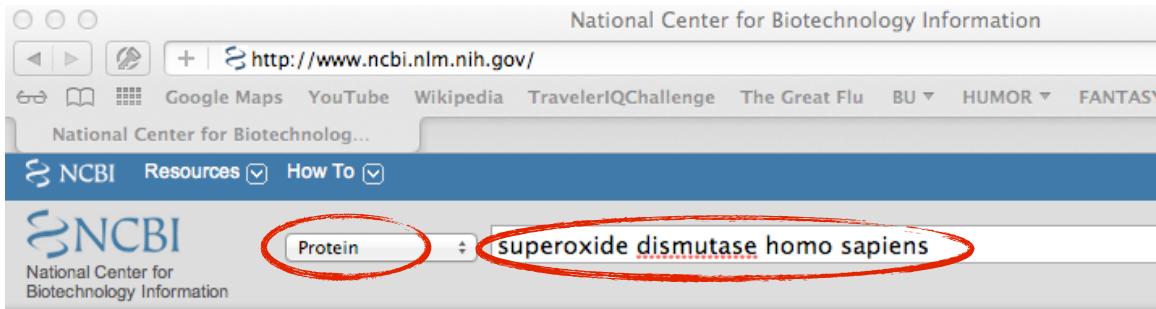 National Center for Biotechnology Information
http://www.ncbi.nlm.nih.gov/
Google Maps YouTube Wikipedia TravelerIQChallenge The Great Flu BU HUMOR FANTASY
National Center for Biotechnolog...
NCBI Resources How To
NCBI
National Center for
Biotechnology Information
Protein superoxide dismutase homo sapiens